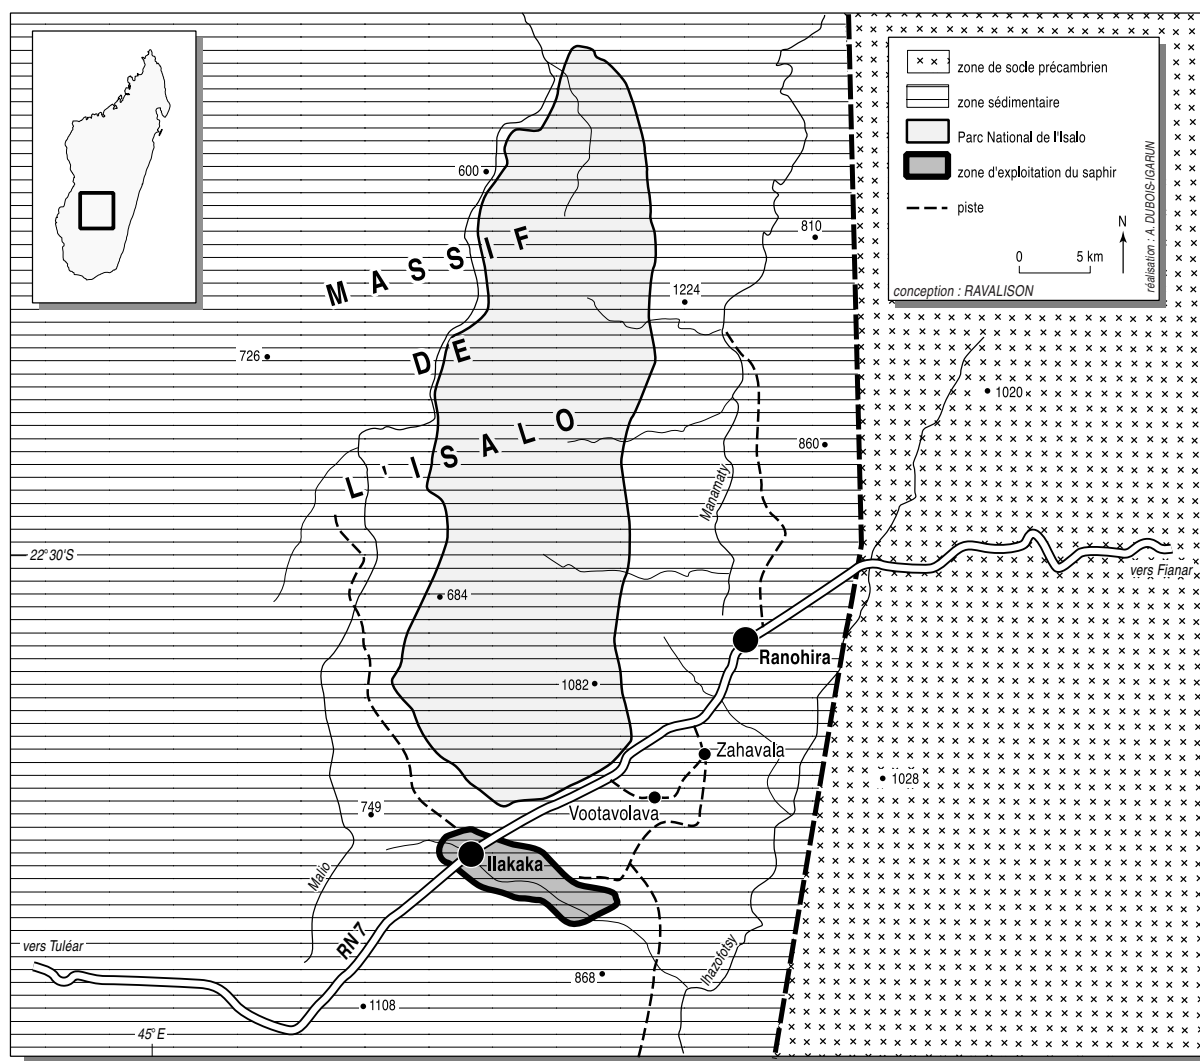 zone de socle précambrien
zone sédimentaire
Parc National de l'Isalo
zone d'exploitation du saphir
piste
N
0 5 km
conception : RAVALISON
réalisation : A. DUBOIS-IGARUN
600
810
MASSIF
1224
726
DE
1020
L'ISALO
860
Manamaty
22° 30'S
vers Fianar
684
Ranohira
1082
Zahavala
1028
749
Vootavolava
Ilakaka
Malio
RN 7
vers Tuléar
Ihazofotsy
868
1108
45° E